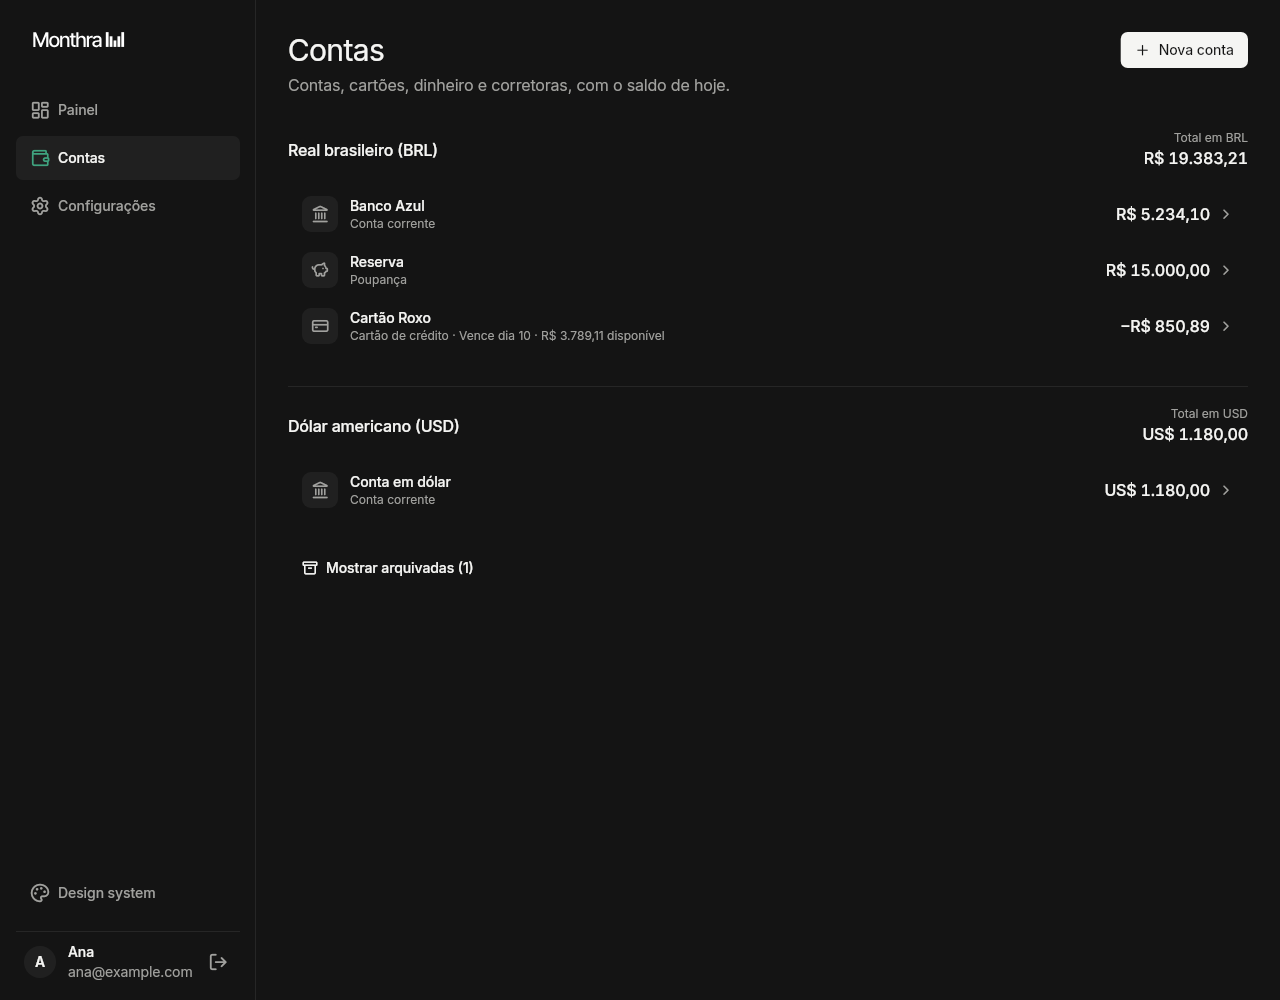 Monthra
Painel
Contas
Configurações
Design system
A
Ana
ana@example.com
Contas
Contas, cartões, dinheiro e corretoras, com o saldo de hoje.
Nova conta
Real brasileiro (BRL)
Total em BRL
R$ 19.383,21
Banco Azul
Conta corrente
R$ 5.234,10
Reserva
Poupança
R$ 15.000,00
Cartão Roxo
Cartão de crédito · Vence dia 10 · R$ 3.789,11 disponível
−R$ 850,89
Dólar americano (USD)
Total em USD
US$ 1.180,00
Conta em dólar
Conta corrente
US$ 1.180,00
Mostrar arquivadas (1)